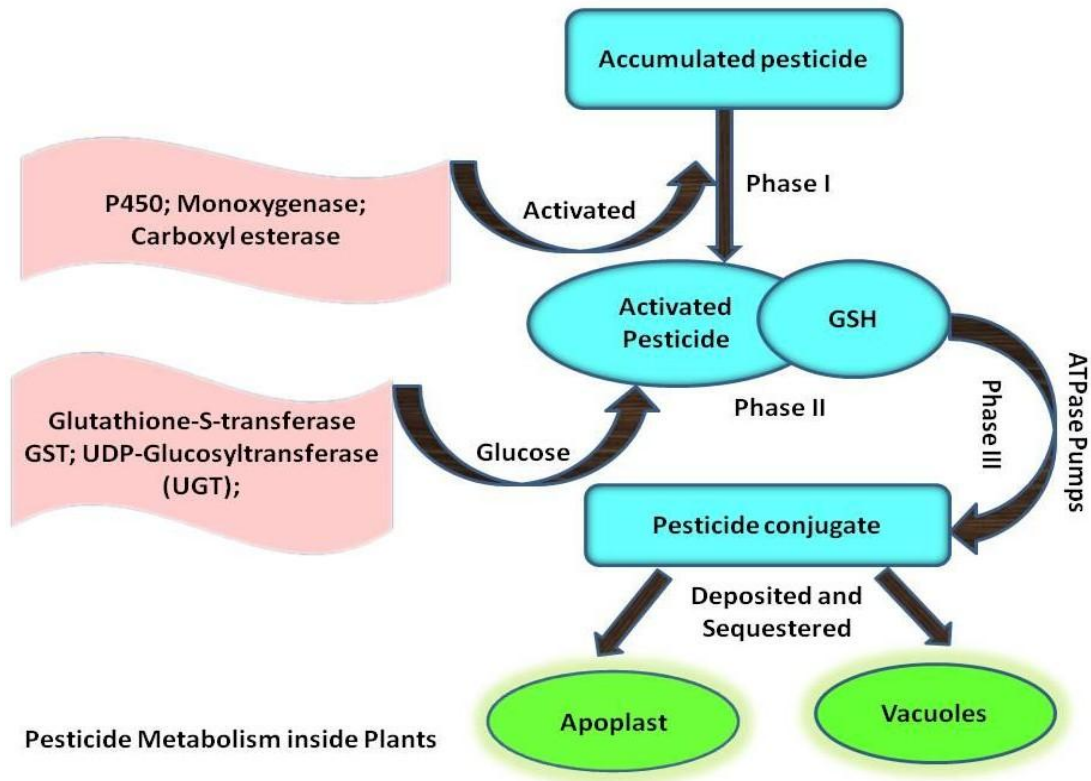 Accumulated pesticide
Phase I
P450; Monoxygenase;
Carboxyl esterase
Activated
Activated
Pesticide
GSH
Phase II
ATPase Pumps
Phase III
Glutathione-S-transferase
GST; UDP-Glucosyltransferase
(UGT);
Glucose
Pesticide conjugate
Deposited and
Sequestered
Apoplast
Vacuoles
Pesticide Metabolism inside Plants